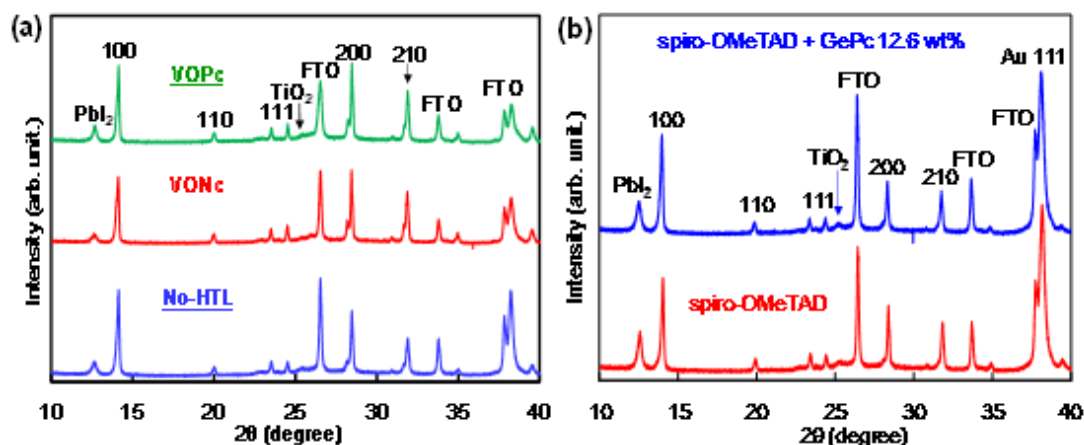 (a)
VOPc
PbI2
100
110
111
TiO2
FTO
200
210
FTO
FTO
VONc
No-HTL
Intensity (arb. unit.)
10 15 20 25 30 35 40
2θ (degree)
(b)
spiro-OMeTAD + GePc 12.6 wt%
PbI2
100
110
111
TiO2
FTO
200
210
FTO
FTO
Au 111
spiro-OMeTAD
Intensity (arb. unit.)
10 15 20 25 30 35 40
2θ (degree)